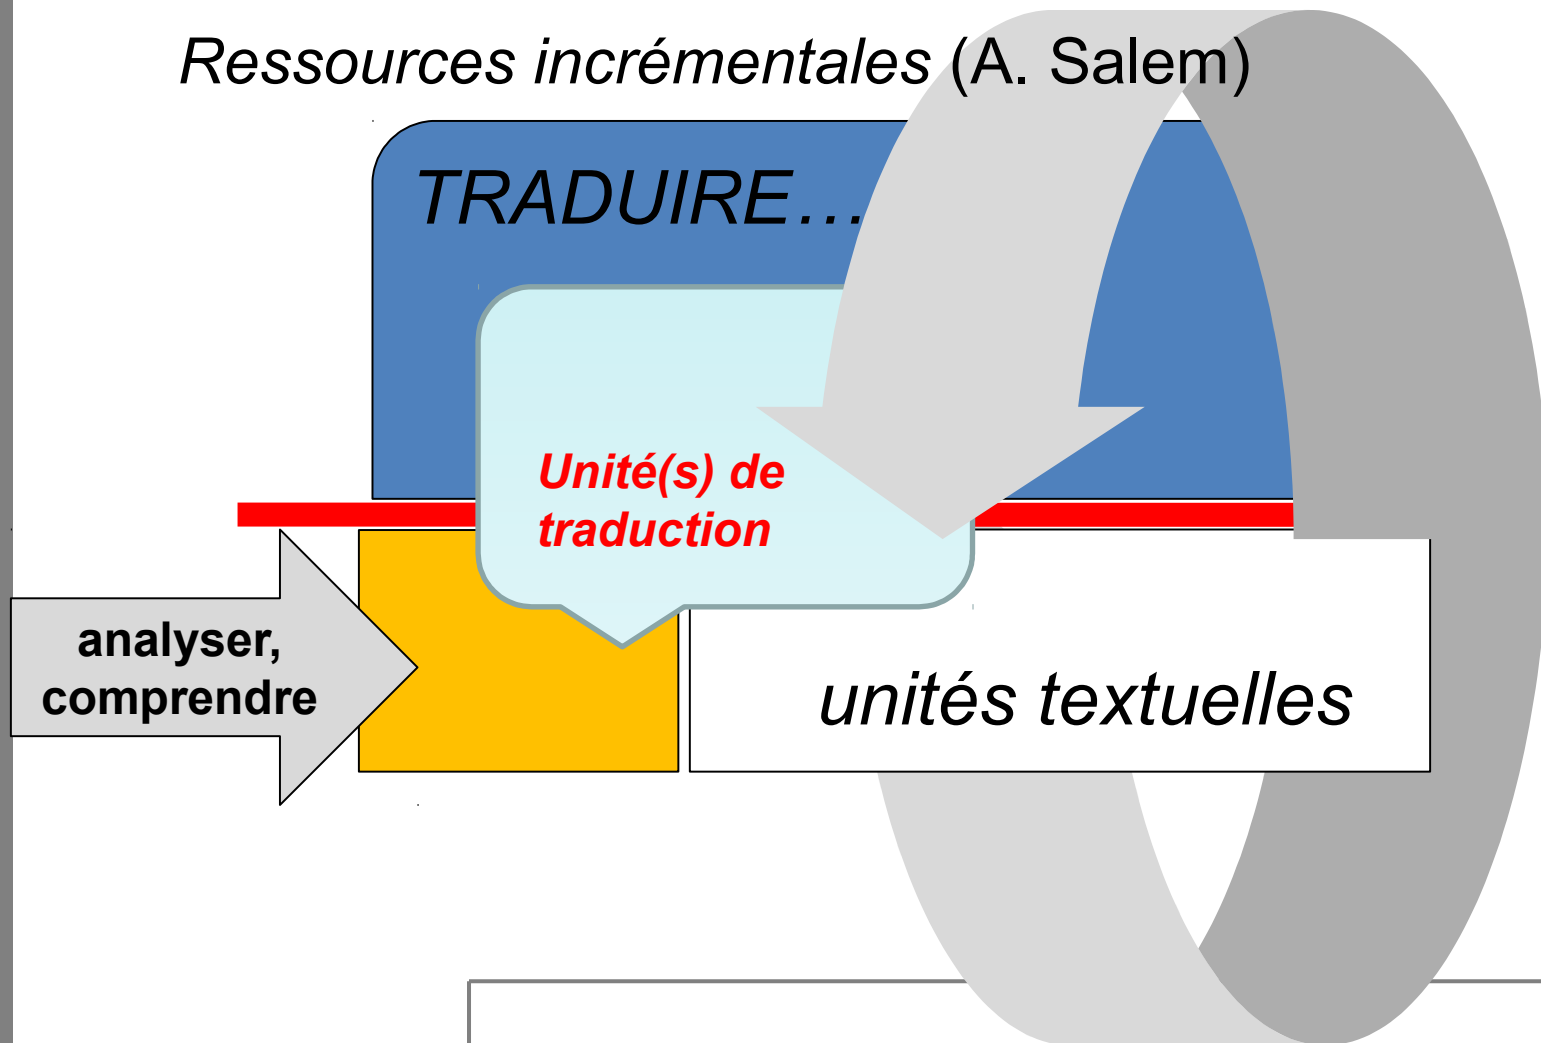 Ressources incrémentales (A. Salem)
TRADUIRE…
Unité(s) de
traduction
analyser,
comprendre
unités textuelles